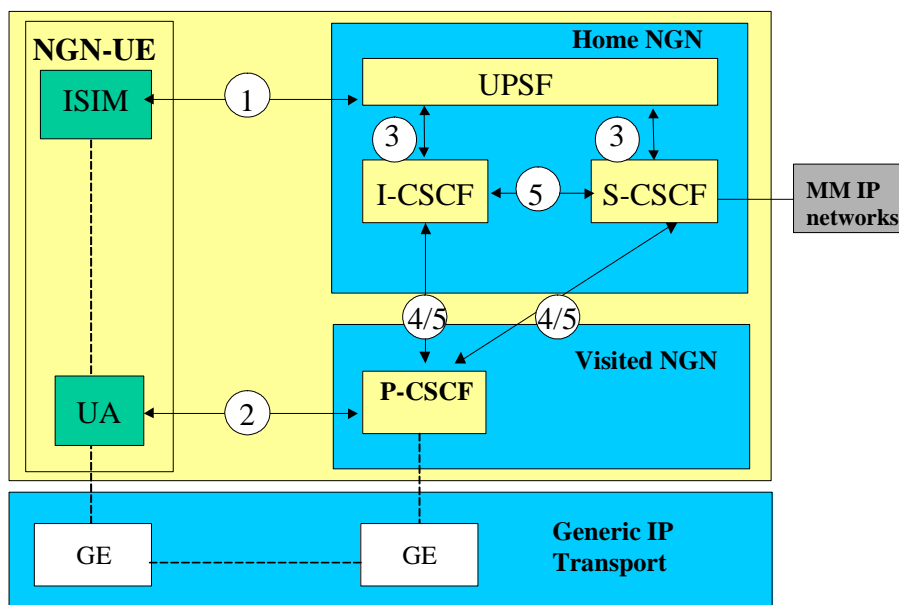 Home NGN
NGN-UE
ISIM
1
UPSF
3
3
I-CSCF
5
S-CSCF
MM IP
networks
4/5
4/5
Visited NGN
P-CSCF
UA
2
GE
GE
Generic IP
Transport